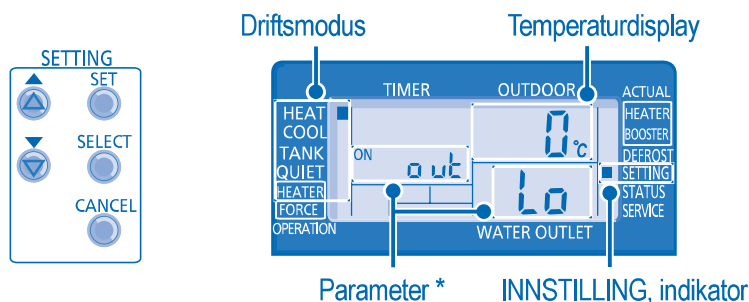 Driftsmodus
Temperaturdisplay
SETTING
SET
SELECT
CANCEL
TIMER
OUTDOOR
ACTUAL
HEAT
COOL
TANK
QUIET
HEATER
FORCE
OPERATION
ON
out
0°C
Lo
WATER OUTLET
HEATER
BOOSTER
DEFROST
SETTING
STATUS
SERVICE
Parameter *
INNSTILLING, indikator